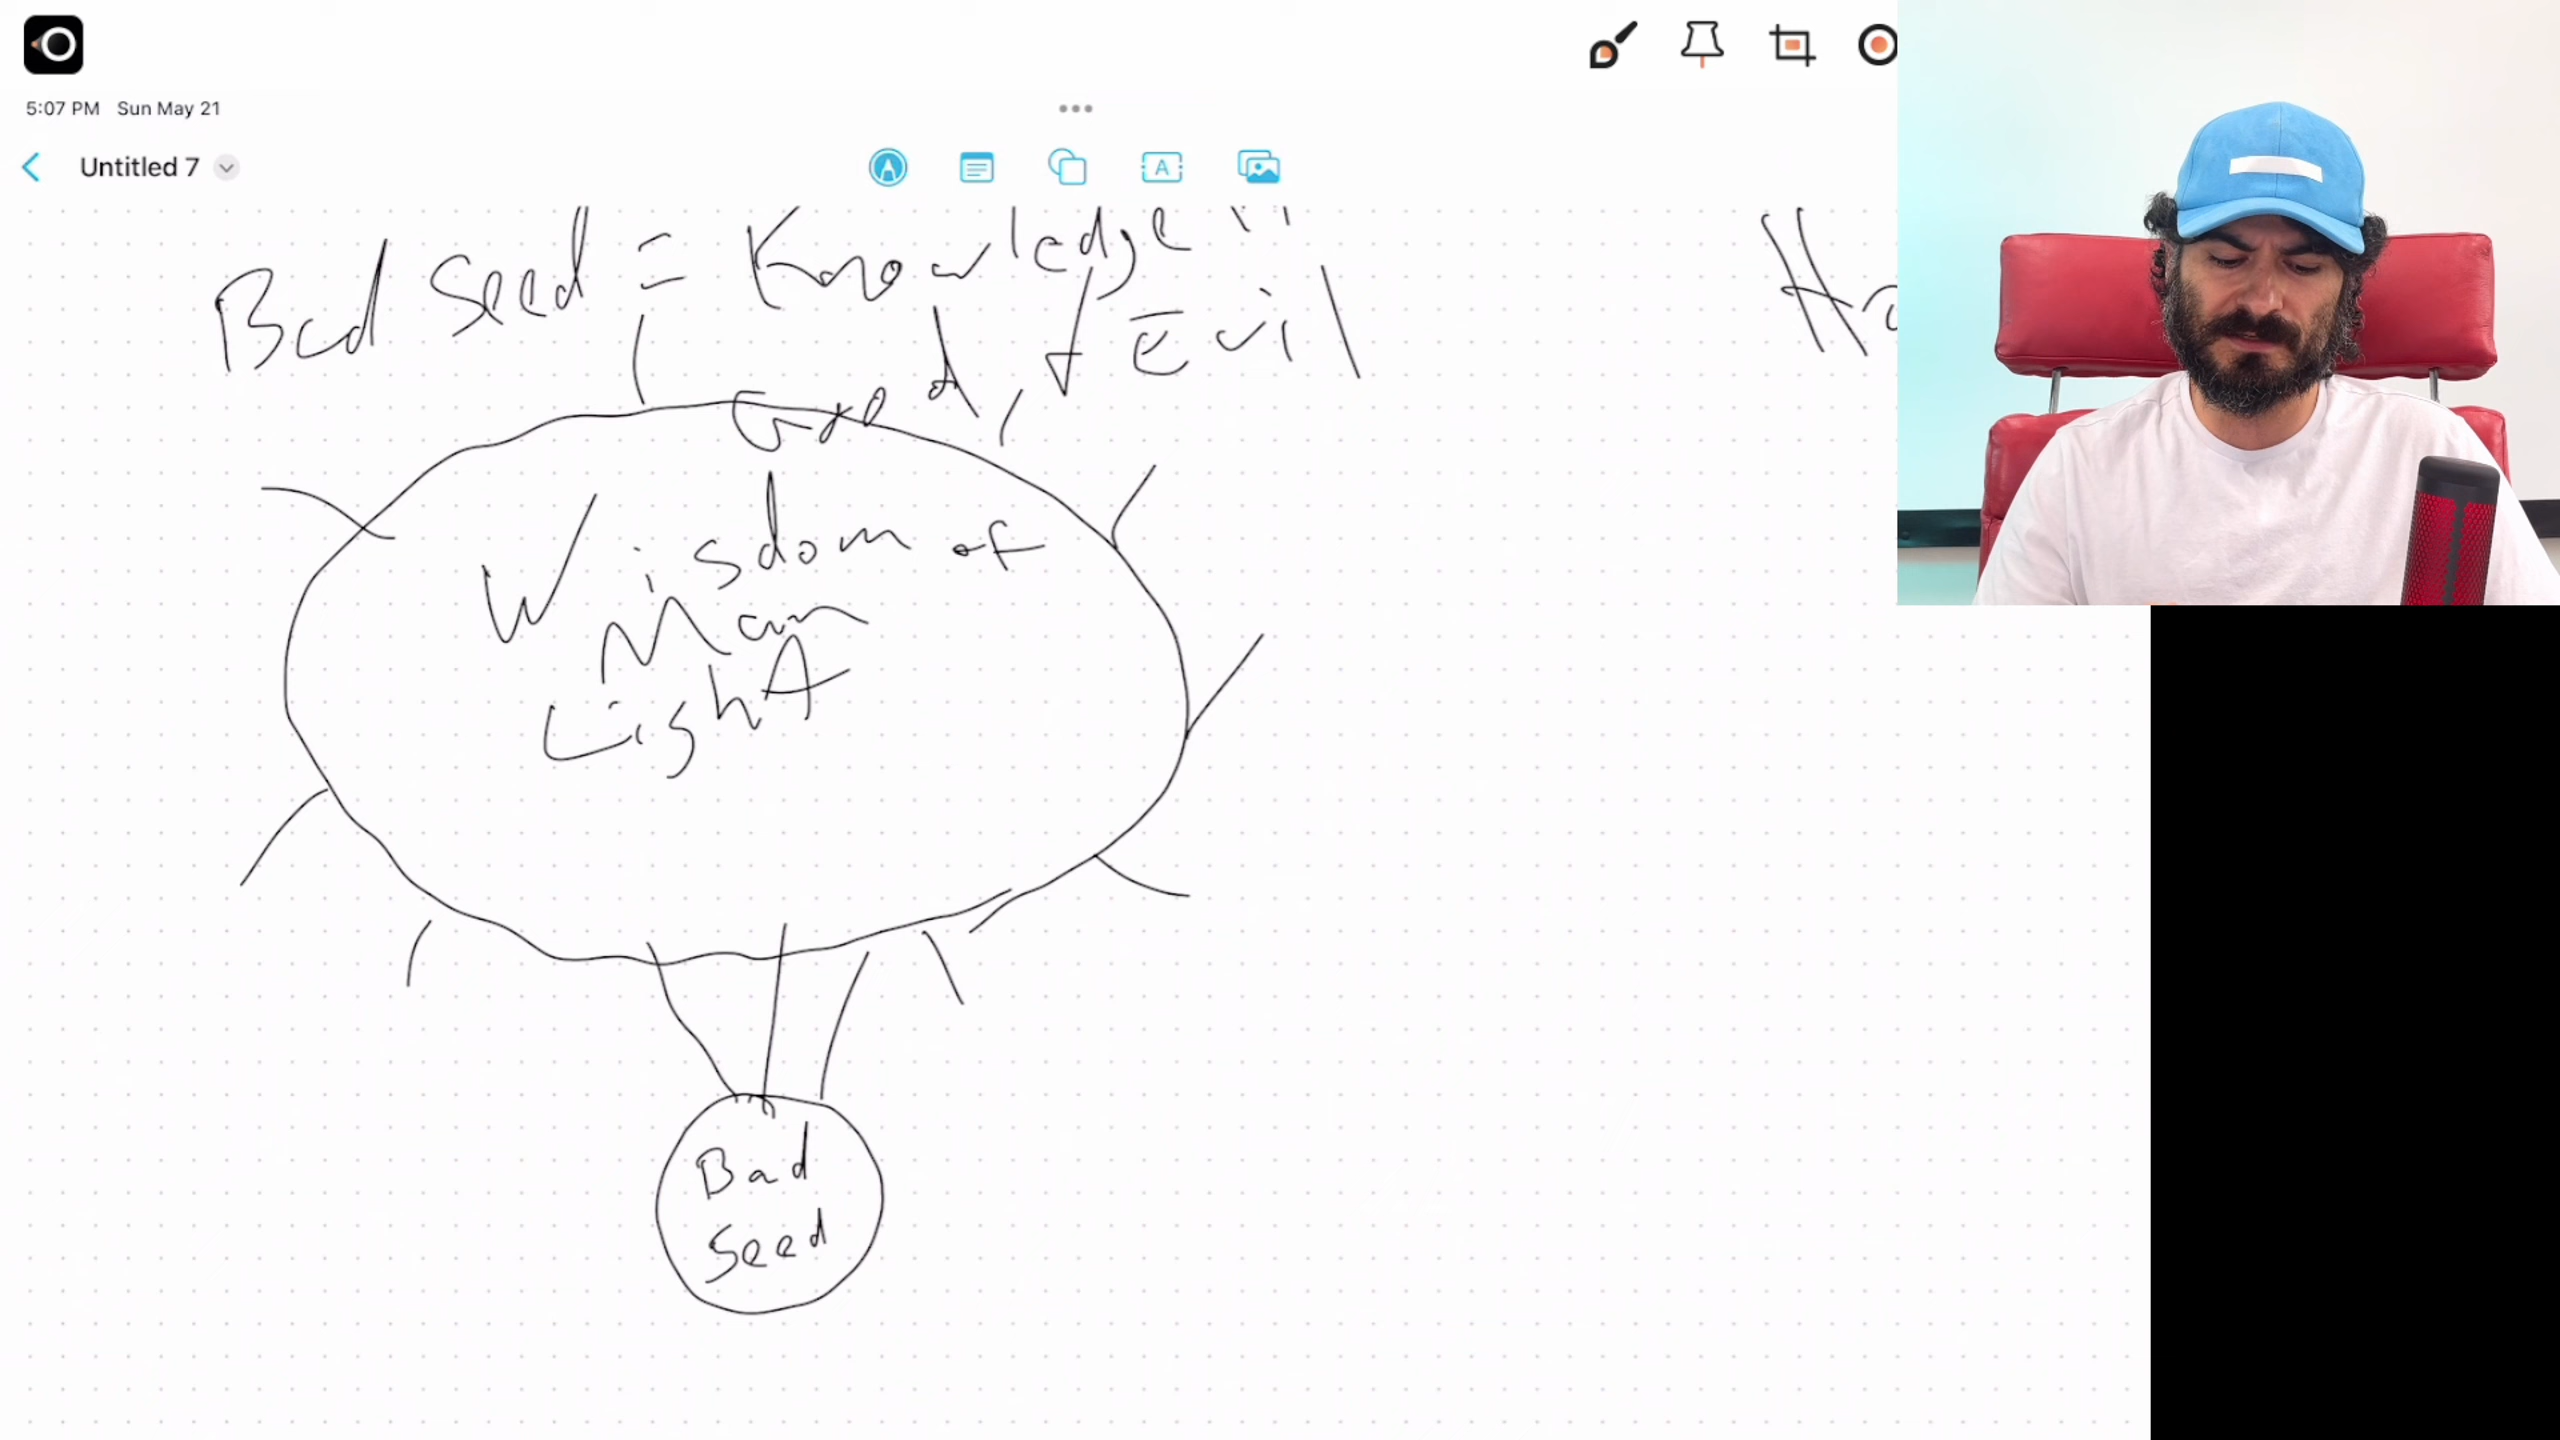 5:07 PM Sun May 21
Untitled 7
A
Bad Seed = Knowledge "
Good, + Evil
Wisdom of
Man
Light
Bad
Seed